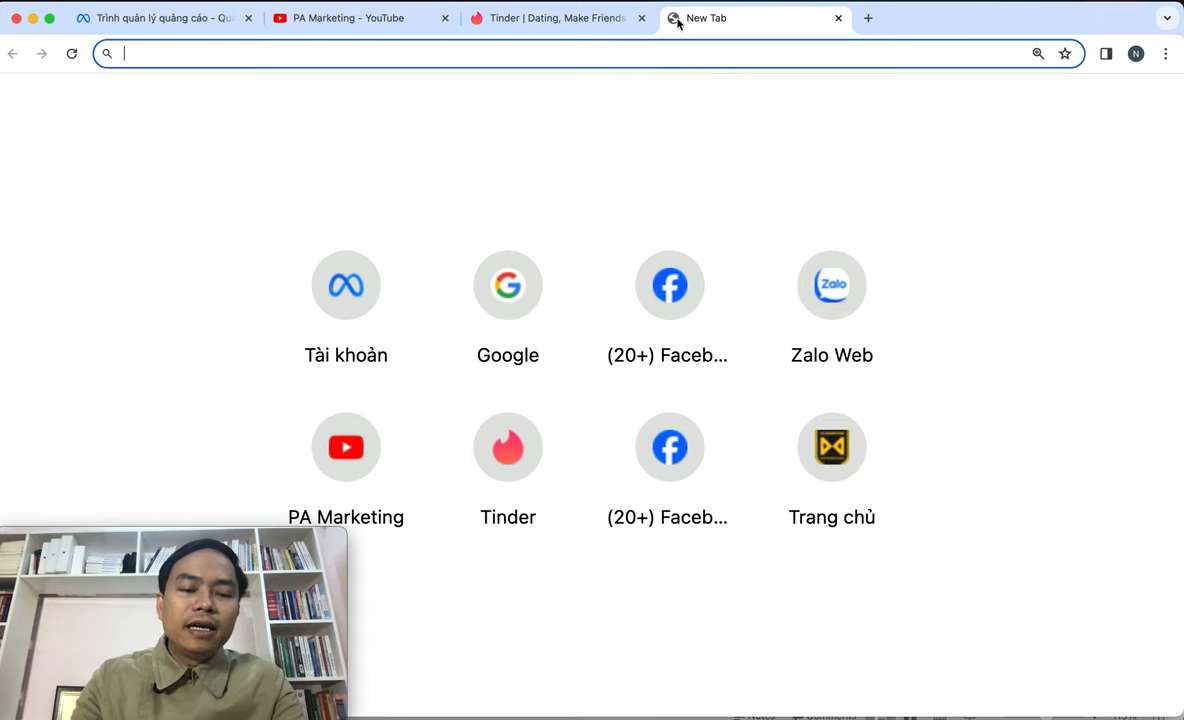 Trình quản lý quảng cáo - Qu
PA Marketing - YouTube
Tinder | Dating, Make Friends
New Tab
N
Zalo
Tài khoản
Google
(20+) Faceb...
Zalo Web
PA Marketing
Tinder
(20+) Faceb...
Trang chủ